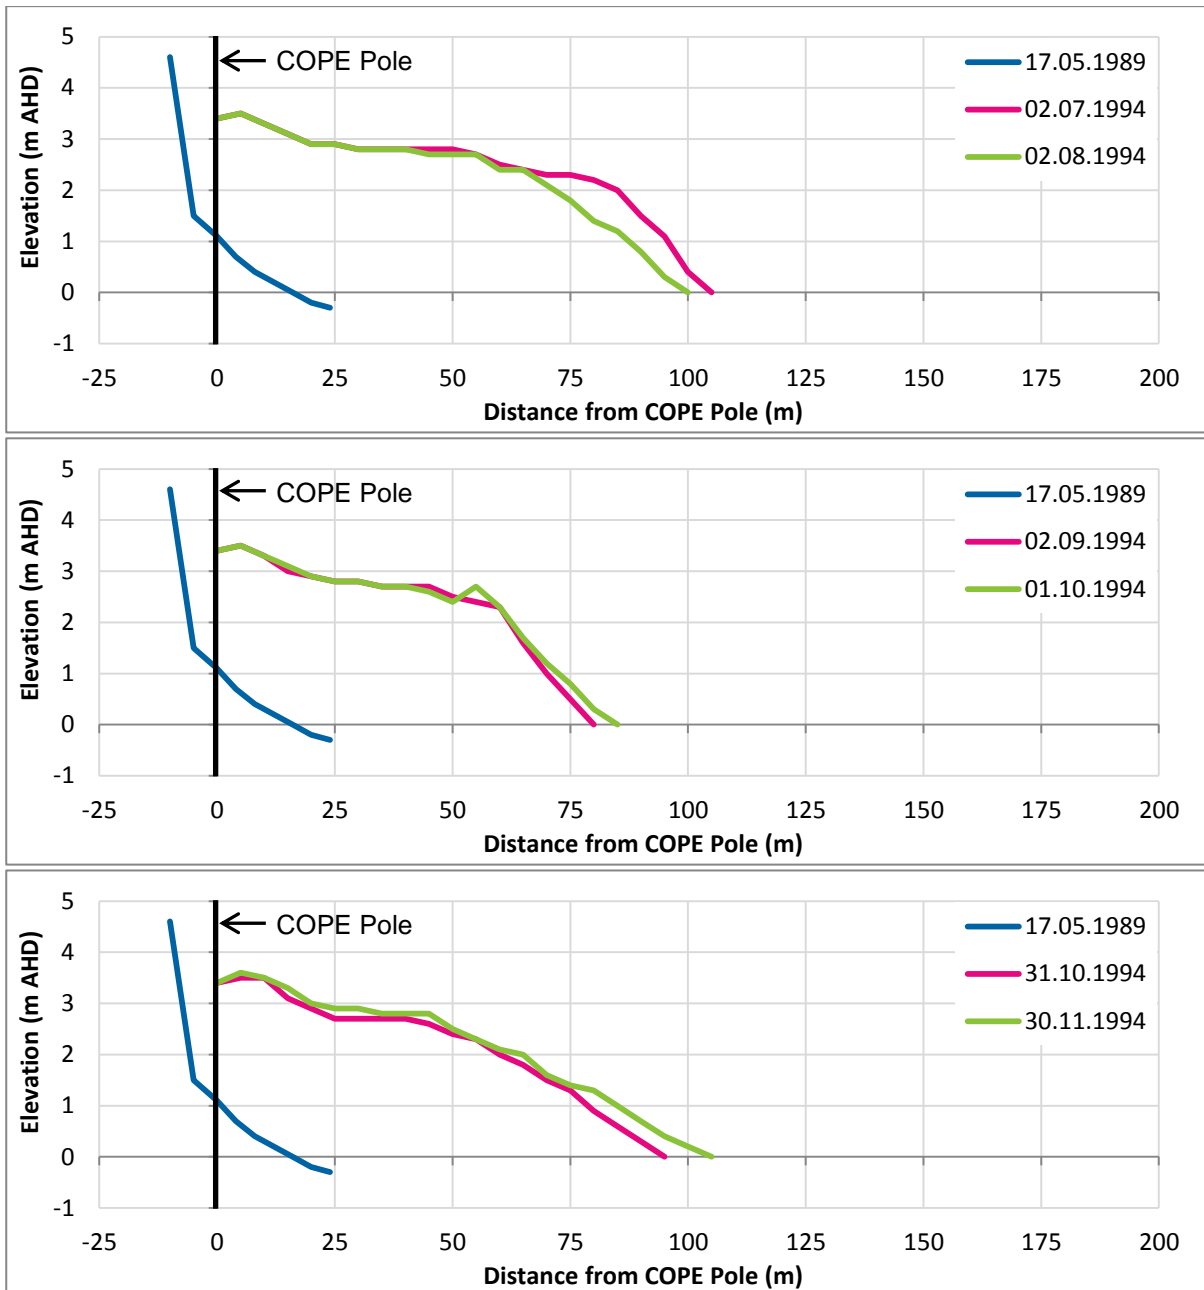 5
4
3
2
1
0
-1
Elevation (m AHD)
COPE Pole
17.05.1989
02.07.1994
02.08.1994
-25 0 25 50 75 100 125 150 175 200
Distance from COPE Pole (m)
5
4
3
2
1
0
-1
Elevation (m AHD)
COPE Pole
17.05.1989
02.09.1994
01.10.1994
-25 0 25 50 75 100 125 150 175 200
Distance from COPE Pole (m)
5
4
3
2
1
0
-1
Elevation (m AHD)
COPE Pole
17.05.1989
31.10.1994
30.11.1994
-25 0 25 50 75 100 125 150 175 200
Distance from COPE Pole (m)